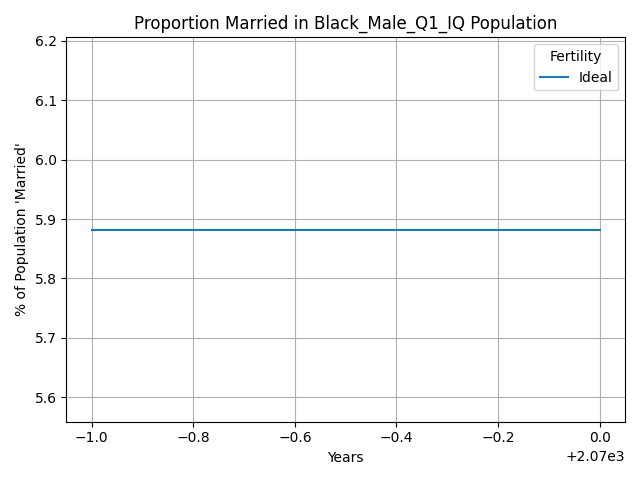 Proportion Married in Black_Male_Q1_IQ Population
6.2
Fertility
Ideal
6.1
6.0
5.9
5.8
5.7
5.6
% of Population 'Married'
−1.0 −0.8 −0.6 −0.4 −0.2 0.0
Years
+2.07e3